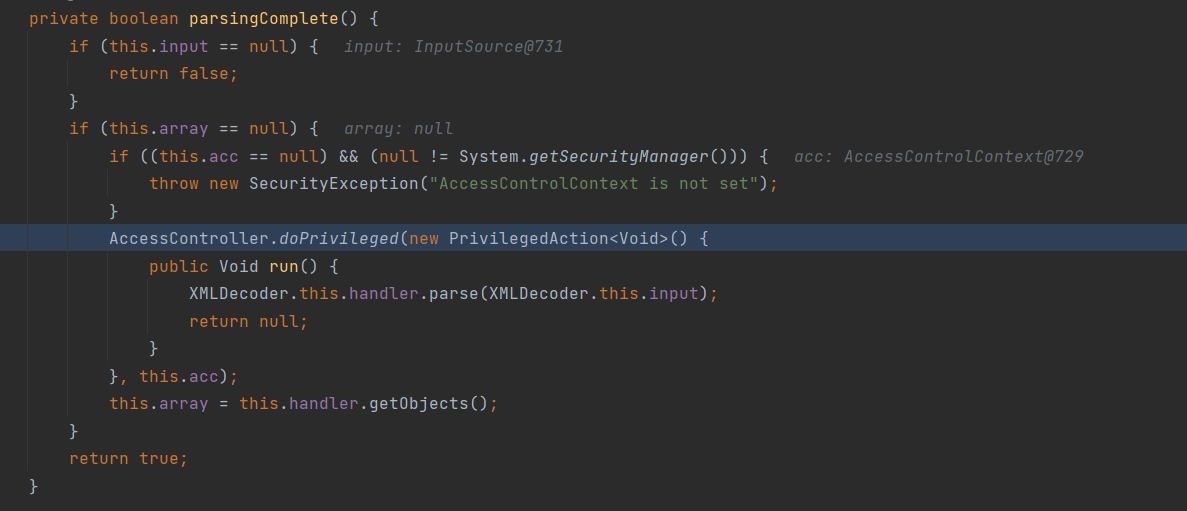 private boolean parsingComplete() {
if (this.input == null) { input: InputSource@731
return false;
}
if (this.array == null) { array: null
if ((this.acc == null) && (null != System.getSecurityManager())) { acc: AccessControlContext@729
throw new SecurityException("AccessControlContext is not set");
}
AccessController.doPrivileged(new PrivilegedAction<Void>() {
public Void run() {
XMLDecoder.this.handler.parse(XMLDecoder.this.input);
return null;
}
}, this.acc);
this.array = this.handler.getObjects();
}
return true;
}